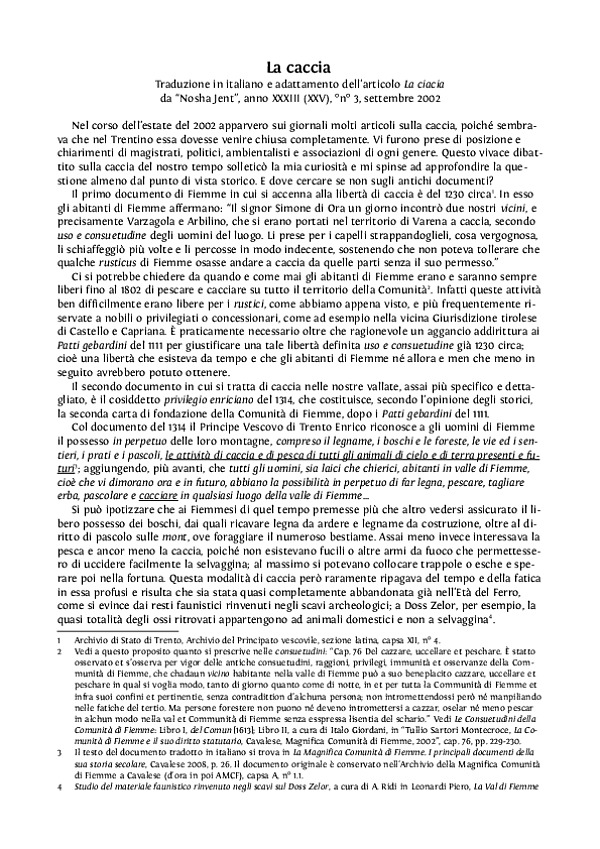 La caccia
Traduzione in italiano e adattamento dell'articolo La ciacia
da "Nosha Jent", anno XXXIII (XXV), °n° 3, settembre 2002
Nel corso dell'estate del 2002 apparvero sui giornali molti articoli sulla caccia, poiché sembra-
va che nel Trentino essa dovesse venire chiusa completamente. Vi furono prese di posizione e
chiarimenti di magistrati, politici, ambientalisti e associazioni di ogni genere. Questo vivace dibat-
tito sulla caccia del nostro tempo solleticò la mia curiosità e mi spinse ad approfondire la que-
stione almeno dal punto di vista storico. E dove cercare se non sugli antichi documenti?
Il primo documento di Fiemme in cui si accenna alla libertà di caccia è del 1230 circa¹. In esso
gli abitanti di Fiemme affermano: "Il signor Simone di Ora un giorno incontrò due nostri vicini, e
precisamente Varzagola e Arbilino, che si erano portati nel territorio di Varena a caccia, secondo
uso e consuetudine degli uomini del luogo. Li prese per i capelli strappandoglieli, cosa vergognosa,
li schiaffeggiò più volte e li percosse in modo indecente, sostenendo che non poteva tollerare che
qualche rusticus di Fiemme osasse andare a caccia da quelle parti senza il suo permesso."
Ci si potrebbe chiedere da quando e come mai gli abitanti di Fiemme erano e saranno sempre
liberi fino al 1802 di pescare e cacciare su tutto il territorio della Comunità². Infatti queste attività
ben difficilmente erano libere per i rustici, come abbiamo appena visto, e più frequentemente ri-
servate a nobili o privilegiati o concessionari, come ad esempio nella vicina Giurisdizione tirolese
di Castello e Capriana. È praticamente necessario oltre che ragionevole un aggancio addirittura ai
Patti gebardini del 1111 per giustificare una tale libertà definita uso e consuetudine già 1230 circa;
cioè una libertà che esisteva da tempo e che gli abitanti di Fiemme né allora e men che meno in
seguito avrebbero potuto ottenere.
Il secondo documento in cui si tratta di caccia nelle nostre vallate, assai più specifico e detta-
gliato, è il cosiddetto privilegio enriciano del 1314, che costituisce, secondo l'opinione degli storici,
la seconda carta di fondazione della Comunità di Fiemme, dopo i Patti gebardini del 1111.
Col documento del 1314 il Principe Vescovo di Trento Enrico riconosce a gli uomini di Fiemme
il possesso in perpetuo delle loro montagne, compreso il legname, i boschi e le foreste, le vie ed i sen-
tieri, i prati e i pascoli, le attività di caccia e di pesca di tutti gli animali di cielo e di terra presenti e fu-
turi³; aggiungendo, più avanti, che tutti gli uomini, sia laici che chierici, abitanti in valle di Fiemme,
cioè che vi dimorano ora e in futuro, abbiano la possibilità in perpetuo di far legna, pescare, tagliare
erba, pascolare e cacciare in qualsiasi luogo della valle di Fiemme...
Si può ipotizzare che ai Fiemmesi di quel tempo premesse più che altro vedersi assicurato il li-
bero possesso dei boschi, dai quali ricavare legna da ardere e legname da costruzione, oltre al di-
ritto di pascolo sulle mont, ove foraggiare il numeroso bestiame. Assai meno invece interessava la
pesca e ancor meno la caccia, poiché non esistevano fucili o altre armi da fuoco che permettesse-
ro di uccidere facilmente la selvaggina; al massimo si potevano collocare trappole o esche e spe-
rare poi nella fortuna. Questa modalità di caccia però raramente ripagava del tempo e della fatica
in essa profusi e risulta che sia stata quasi completamente abbandonata già nell'Età del Ferro,
come si evince dai resti faunistici rinvenuti negli scavi archeologici; a Doss Zelor, per esempio, la
quasi totalità degli ossi ritrovati appartengono ad animali domestici e non a selvaggina⁴.
1 Archivio di Stato di Trento, Archivio del Principato vescovile, sezione latina, capsa XII, n° 4.
2 Vedi a questo proposito quanto si prescrive nelle consuetudini: "Cap. 76 Del cazzare, uccellare et peschare. È statto
osservato et s'osserva per vigor delle antiche consuetudini, raggioni, privilegi, immunità et osservanze della Com-
munità di Fiemme, che chadaun vicino habitante nella valle di Fiemme può a suo beneplacito cazzare, uccellare et
peschare in qual si voglia modo, tanto di giorno quanto come di notte, in et per tutta la Communità di Fiemme et
infra suoi confini et pertinentie, senza contradittion d'alchuna persona; non intromettendossi però né manpiliando
nelle fatiche del tertio. Ma persone forestere non puono né deveno intromettersi a cazzar, oselar né meno pescar
in alchun modo nella val et Communità di Fiemme senza esspressa lisentia del schario." Vedi Le Consuetudini della
Comunità di Fiemme: Libro I, del Comun [1613]; Libro II, a cura di Italo Giordani, in "Tullio Sartori Montecroce, La Co-
munità di Fiemme e il suo diritto statutario, Cavalese, Magnifica Comunità di Fiemme, 2002", cap. 76, pp. 229-230.
3 Il testo del documento tradotto in italiano si trova in La Magnifica Comunità di Fiemme. I principali documenti della
sua storia secolare, Cavalese 2008, p. 26. Il documento originale è conservato nell'Archivio della Magnifica Comunità
di Fiemme a Cavalese (d'ora in poi AMCF), capsa A, n° 1.1.
4 Studio del materiale faunistico rinvenuto negli scavi sul Doss Zelor, a cura di A. Ridi in Leonardi Piero, La Val di Fiemme